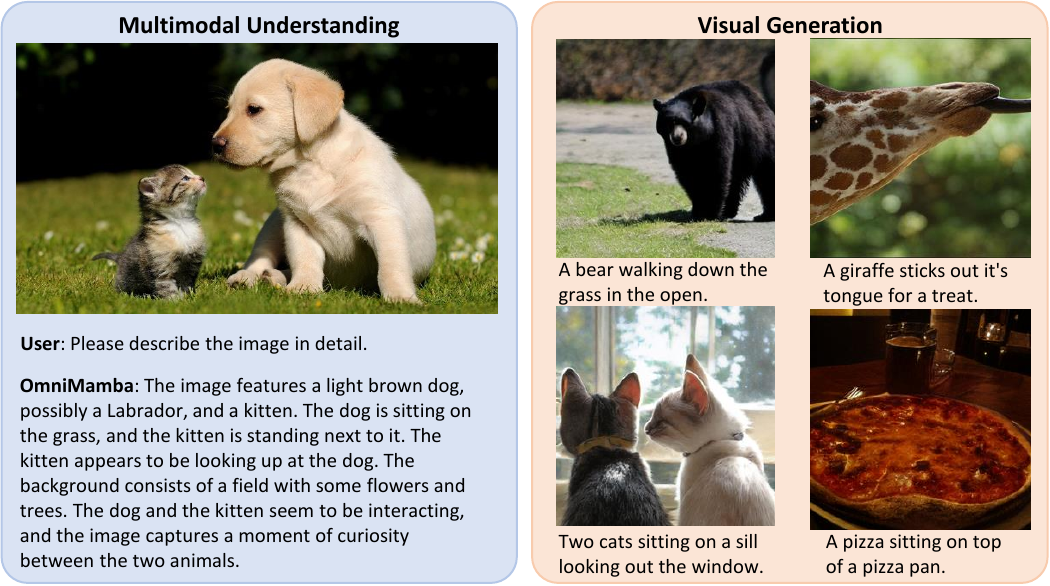 Multimodal Understanding
User: Please describe the image in detail.
OmniMamba: The image features a light brown dog,
possibly a Labrador, and a kitten. The dog is sitting on
the grass, and the kitten is standing next to it. The
kitten appears to be looking up at the dog. The
background consists of a field with some flowers and
trees. The dog and the kitten seem to be interacting,
and the image captures a moment of curiosity
between the two animals.
Visual Generation
A bear walking down the
grass in the open.
A giraffe sticks out it's
tongue for a treat.
Two cats sitting on a sill
looking out the window.
A pizza sitting on top
of a pizza pan.